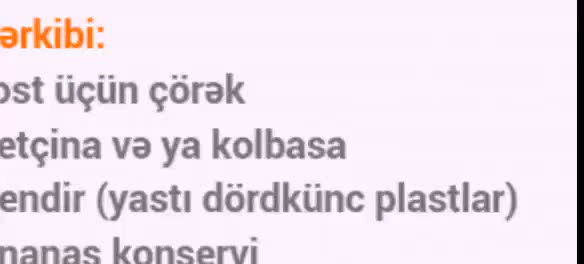 ərkibi:
ost üçün çörək
etçina və ya kolbasa
endir (yastı dördkünc plastlar)
nanas konservi